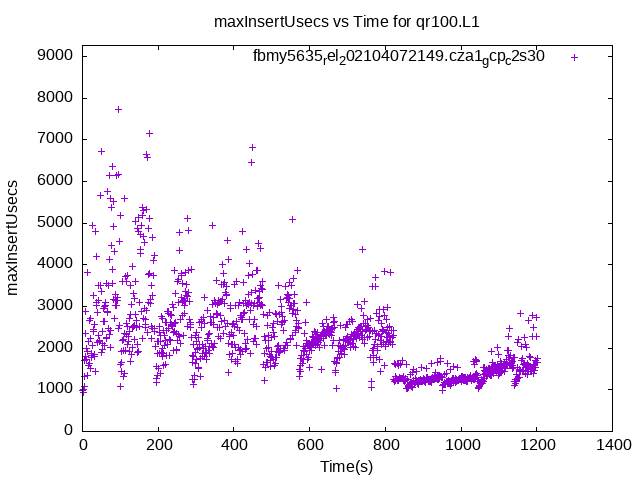 maxInsertUsecs vs Time for qr100.L1
fbmy5635rel202104072149.cza1gcpc2s30
9000
8000
7000
6000
5000
4000
3000
2000
1000
0
maxInsertUsecs
0 200 400 600 800 1000 1200 1400
Time(s)